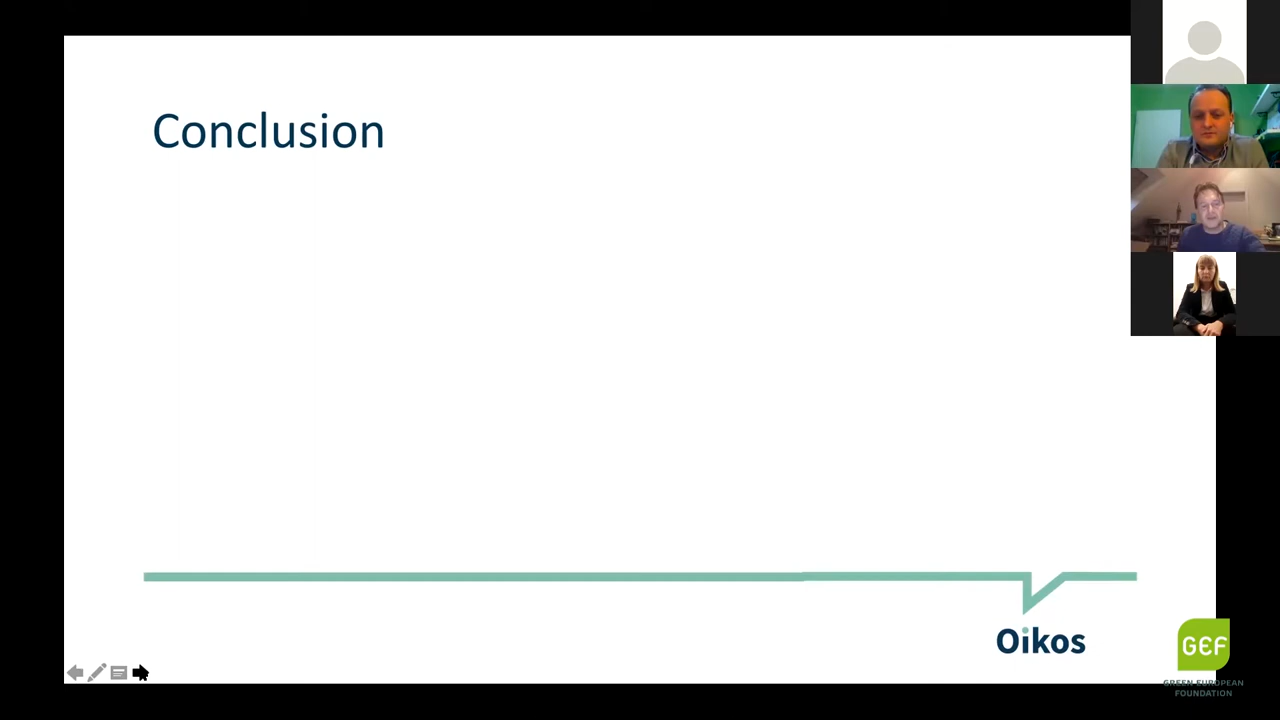 Conclusion
Oikos
GEF
GREEN EUROPEAN
FOUNDATION